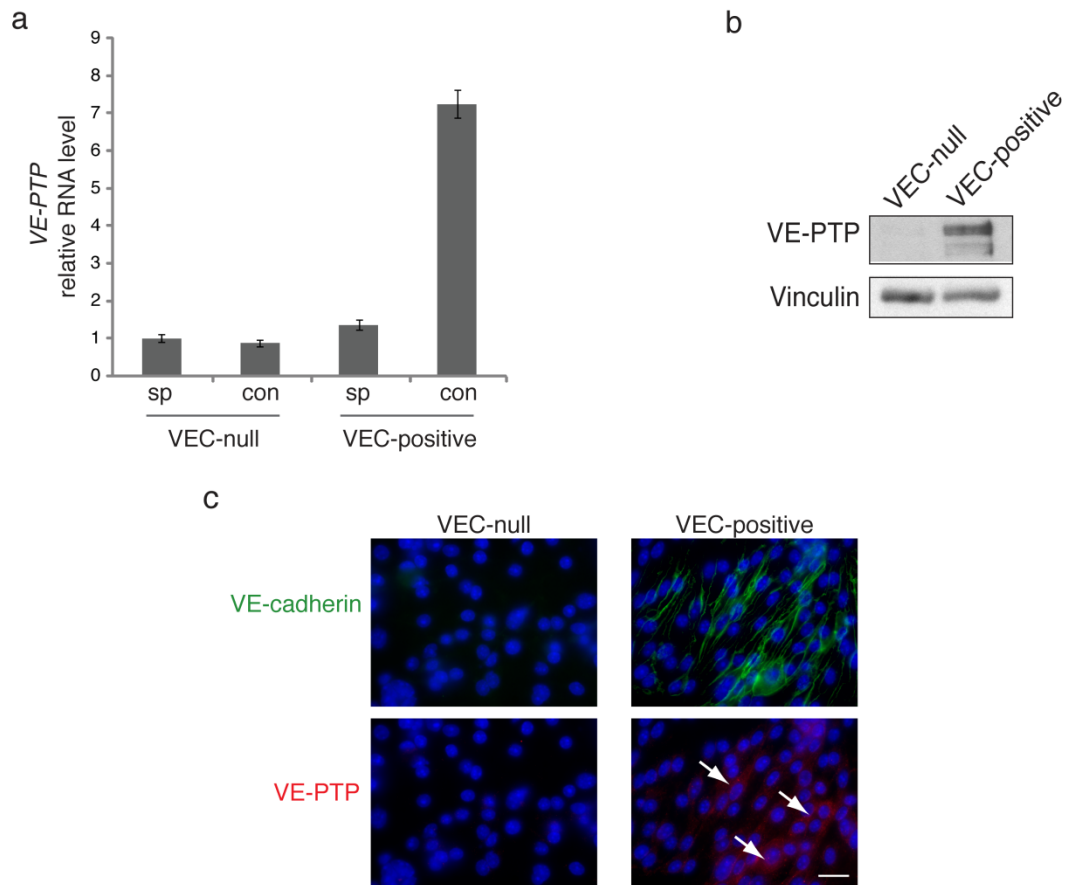 a
VE-PTP
relative RNA level
9
8
7
6
5
4
3
2
1
0
sp
con
sp
con
VEC-null
VEC-positive
b
VEC-null
VEC-positive
VE-PTP
Vinculin
c
VEC-null
VEC-positive
VE-cadherin
VE-PTP